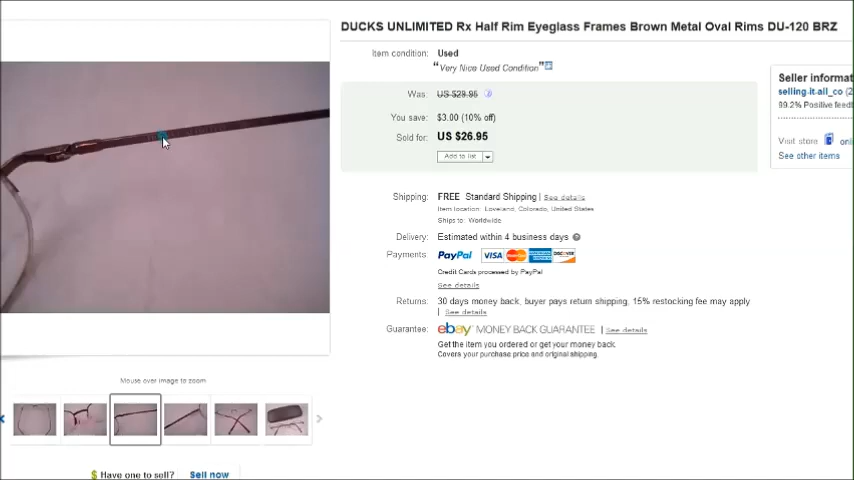 DUCKS UNLIMITED Rx Half Rim Eyeglass Frames Brown Metal Oval Rims DU-120 BRZ
Item condition: Used
“Very Nice Used Condition”
Was: US $29.95
You save: $3.00 (10% off)
Sold for: US $26.95
Add to list
Seller informat
selling-it-all_co (2
99.2% Positive feedl
Visit store onl
See other items
Shipping: FREE Standard Shipping | See details
Item location: Loveland, Colorado, United States
Ships to: Worldwide
Delivery: Estimated within 4 business days
Payments: PayPal VISA MasterCard DISCOVER
Credit Cards processed by PayPal
See details
Returns: 30 days money back, buyer pays return shipping, 15% restocking fee may apply
| See details
Guarantee: ebay MONEY BACK GUARANTEE | See details
Get the item you ordered or get your money back.
Covers your purchase price and original shipping.
Mouse over image to zoom
$ Have one to sell? Sell now